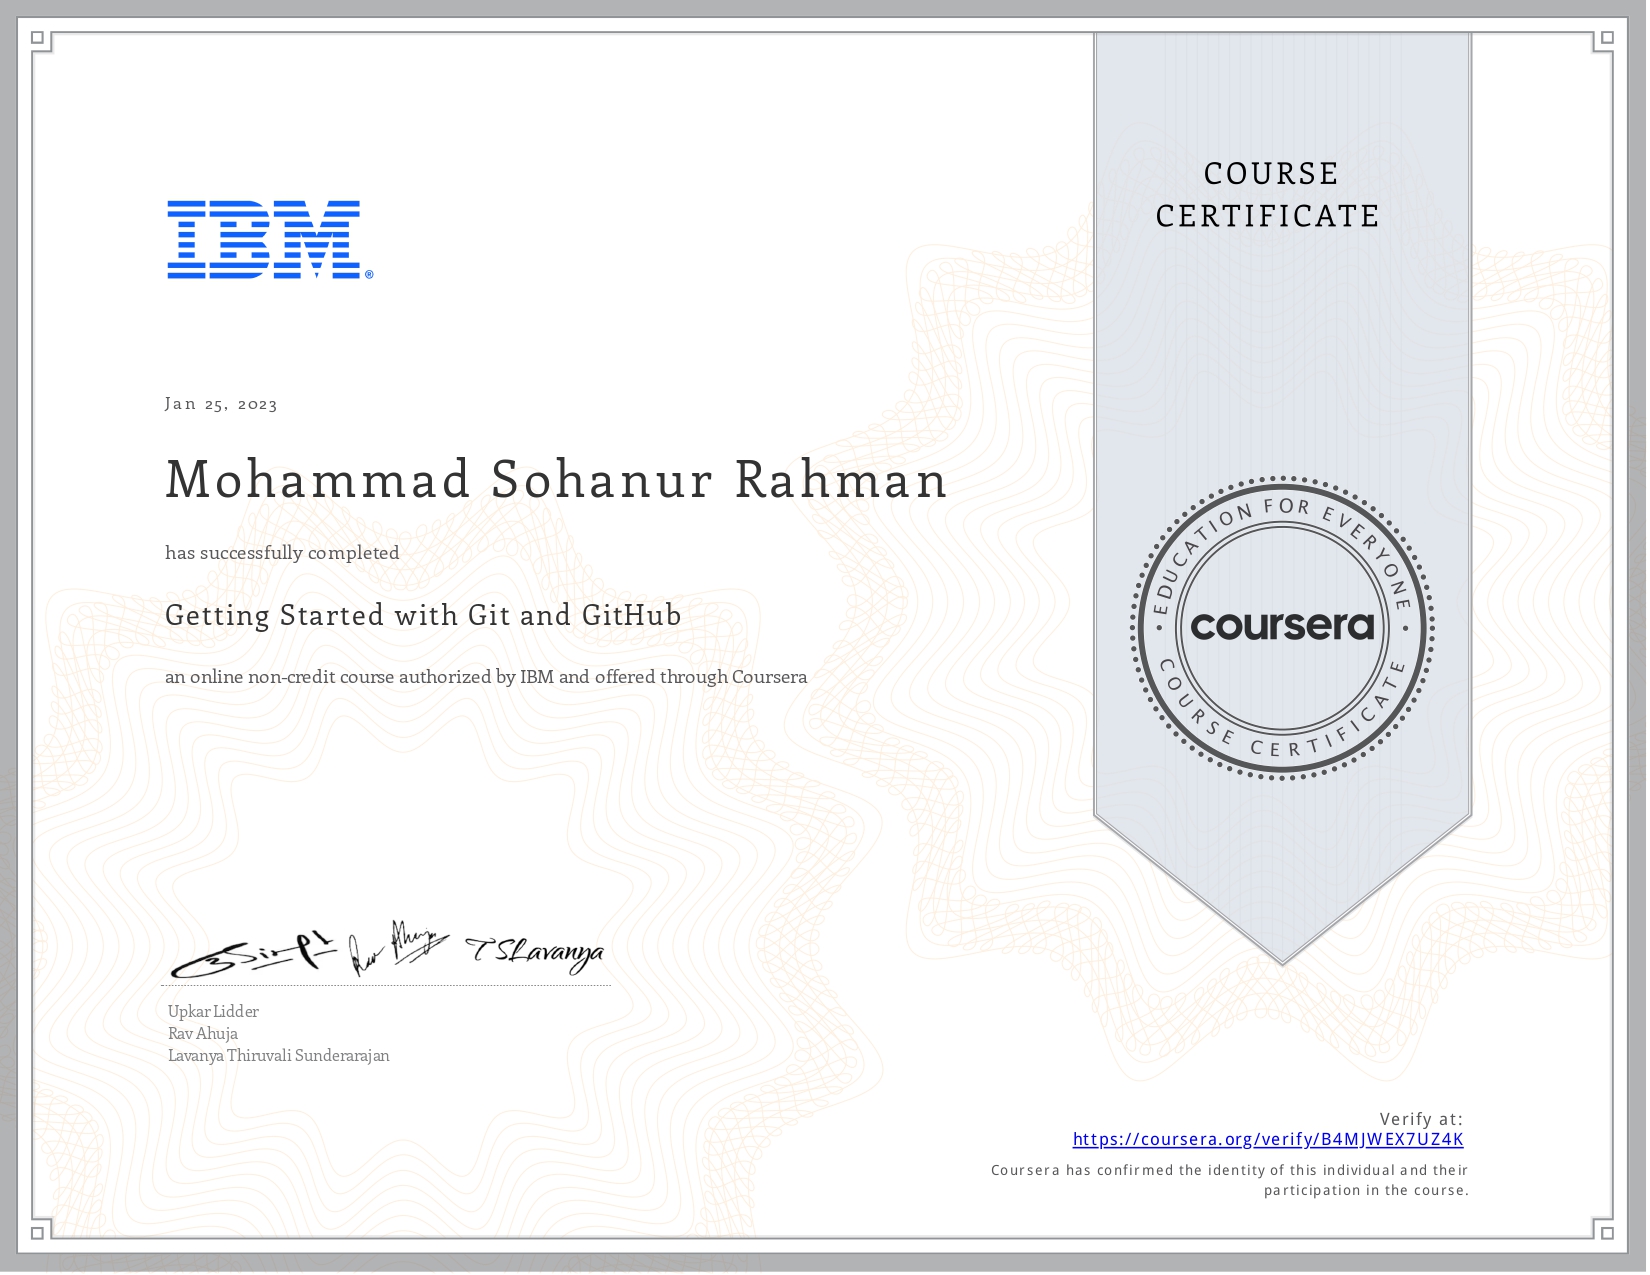 IBM®
COURSE
CERTIFICATE
Jan 25, 2023
Mohammad Sohanur Rahman
has successfully completed
Getting Started with Git and GitHub
an online non-credit course authorized by IBM and offered through Coursera
EDUCATION FOR EVERYONE
coursera
COURSE CERTIFICATE
Rav Ahuja T SLavanya
Upkar Lidder
Rav Ahuja
Lavanya Thiruvali Sunderarajan
Verify at:
https://coursera.org/verify/B4MJWEX7UZ4K
Coursera has confirmed the identity of this individual and their
participation in the course.